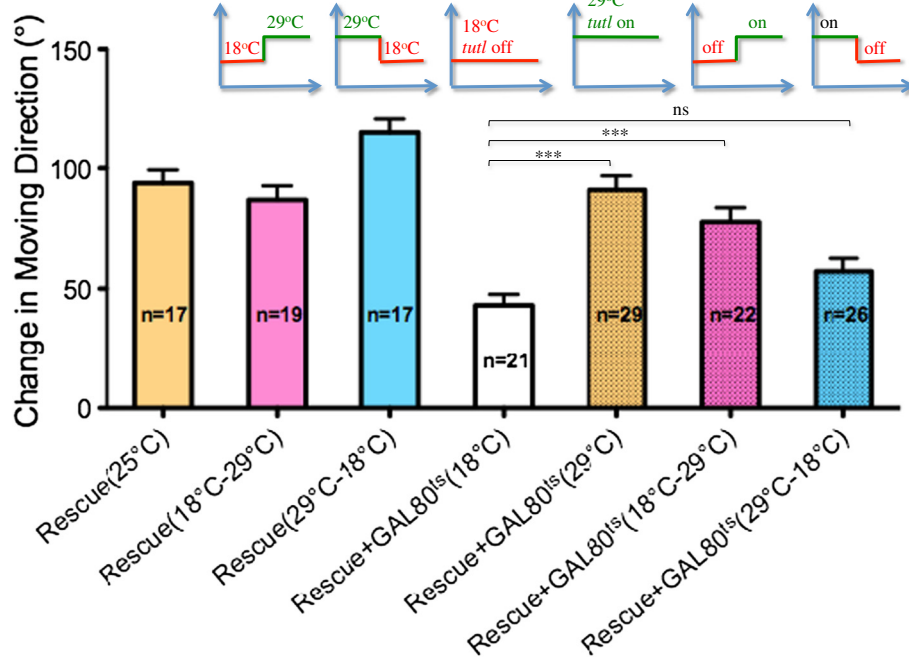 29°C
29°C
29°C
18°C
tutl on
on
on
18°C
18°C
tutl off
off
off
ns
***
***
Change in Moving Direction (°)
150
100
50
0
n=17
n=19
n=17
n=21
n=29
n=22
n=26
Rescue(25°C)
Rescue(18°C-29°C)
Rescue(29°C-18°C)
Rescue+GAL80ts(18°C)
Rescue+GAL80ts(29°C)
Rescue+GAL80ts(18°C-29°C)
Rescue+GAL80ts(29°C-18°C)